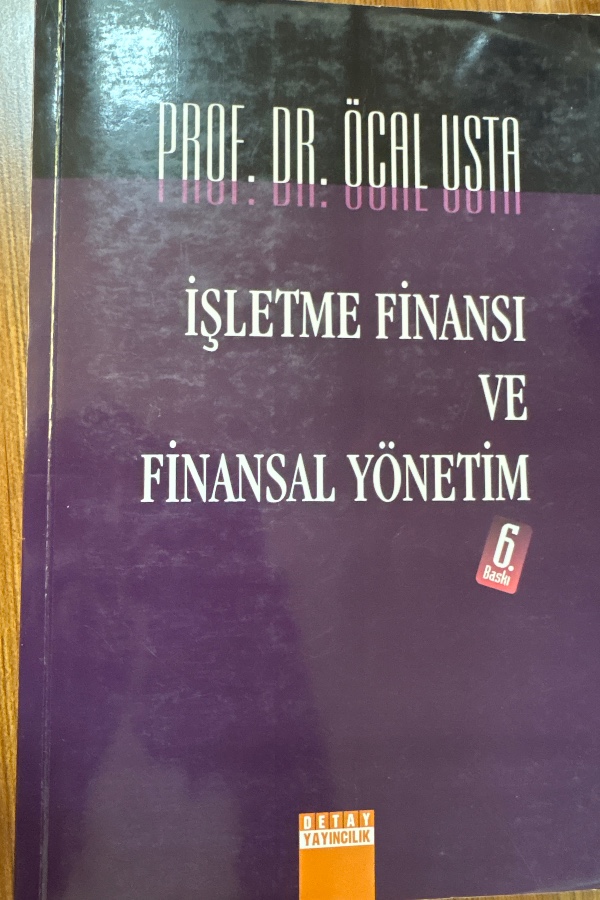 PROF. DR. ÖCAL USTA
İŞLETME FİNANSI
VE
FİNANSAL YÖNETİM
6.
Baskı
DETAY
YAYINCILIK